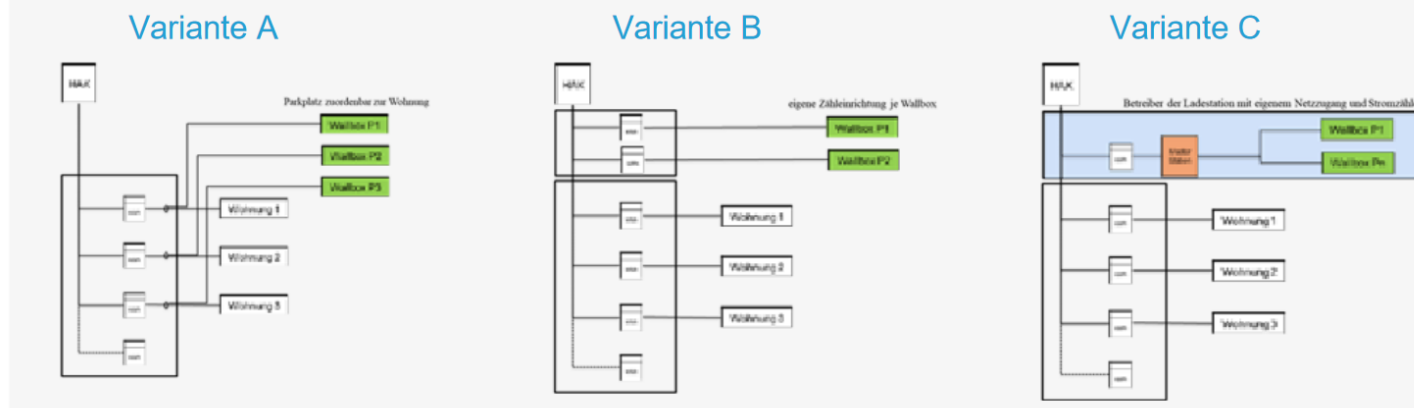 Variante A
Variante B
Variante C
HAK
Parkplatz zuordenbar zur Wohnung
Wallbox P1
Wallbox P2
Wallbox P3
Wohnung 1
Wohnung 2
Wohnung 3
HAK
eigene Zähleinrichtung je Wallbox
Wallbox P1
Wallbox P2
Wohnung 1
Wohnung 2
Wohnung 3
HAK
Betreiber der Ladestation mit eigenem Netzzugang und Stromzähle
Wallbox P1
Wallbox Pn
Wohnung 1
Wohnung 2
Wohnung 3